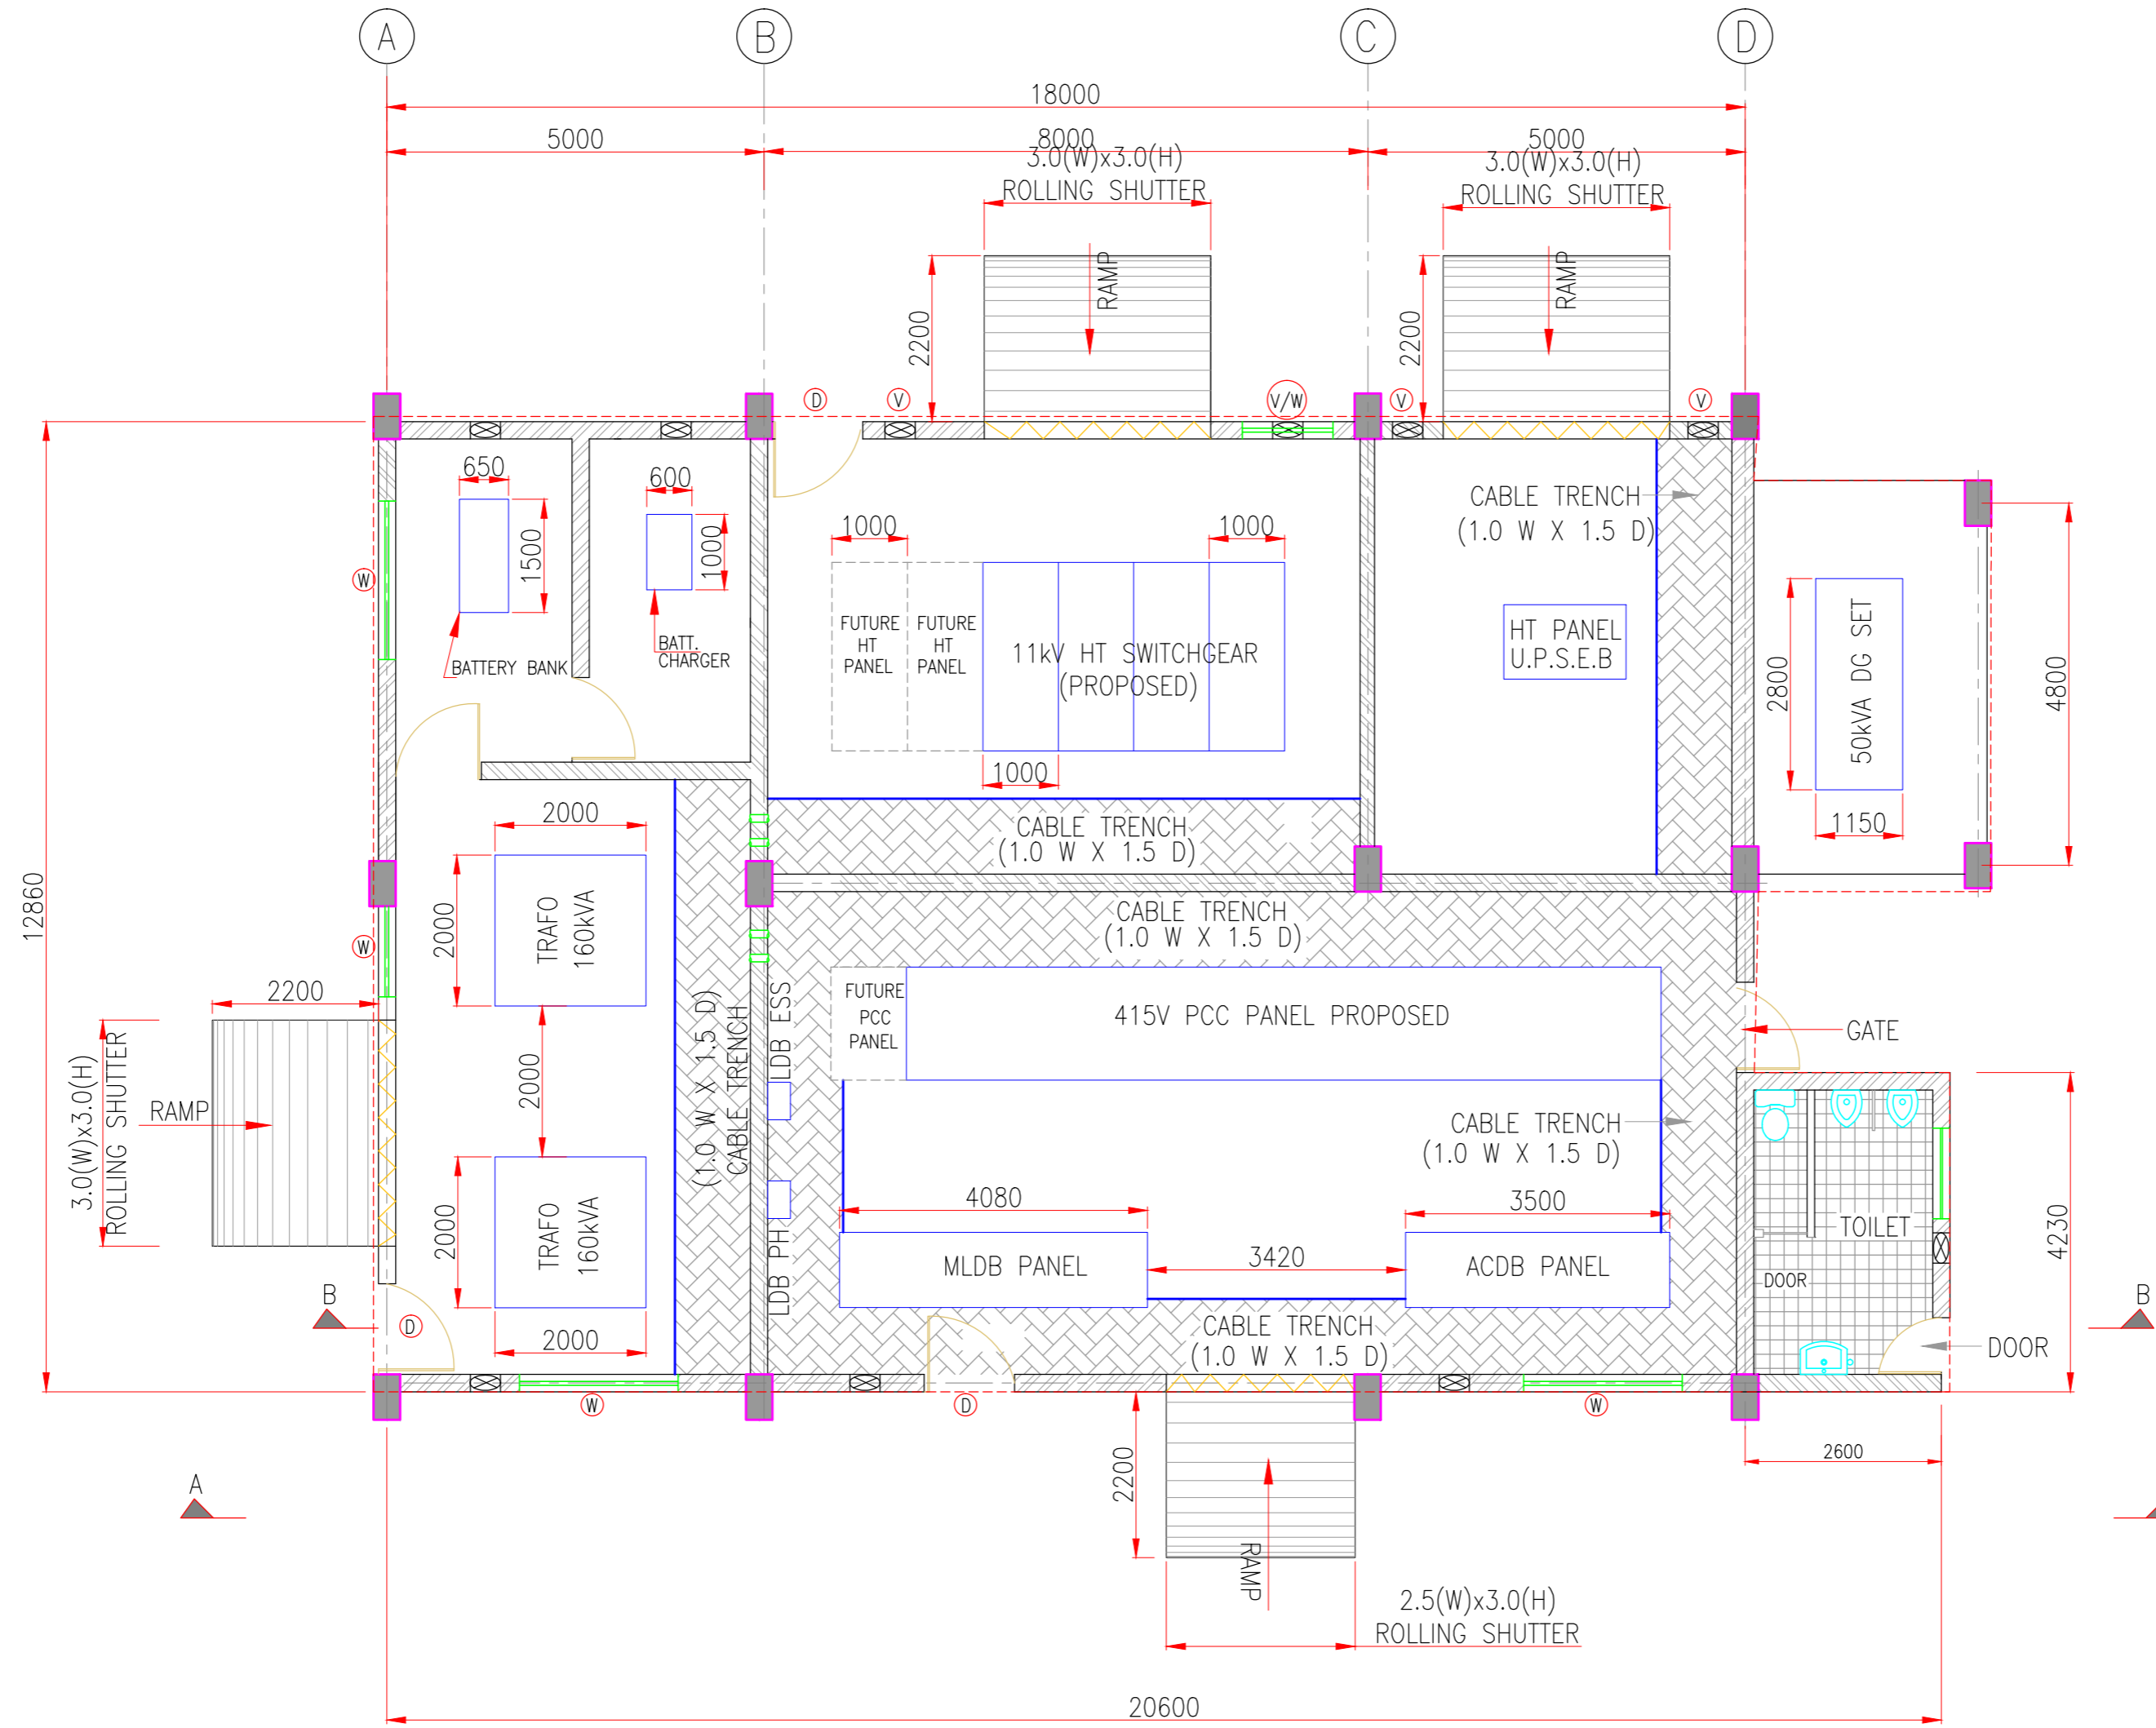 A
B
C
D
18000
5000
8000
5000
3.0(W)x3.0(H)
ROLLING SHUTTER
3.0(W)x3.0(H)
ROLLING SHUTTER
RAMP
RAMP
2200
2200
D
V
V/W
V
V
650
600
1500
1000
1000
1000
CABLE TRENCH
(1.0 W X 1.5 D)
W
FUTURE
HT
PANEL
FUTURE
HT
PANEL
11kV HT SWITCHGEAR
(PROPOSED)
HT PANEL
U.P.S.E.B
BATTERY BANK
BATT.
CHARGER
2800
50kVA DG SET
4800
1000
1150
2000
CABLE TRENCH
(1.0 W X 1.5 D)
12860
2000
TRAFO
160kVA
W
CABLE TRENCH
(1.0 W X 1.5 D)
2200
FUTURE
PCC
PANEL
415V PCC PANEL PROPOSED
GATE
LDB ESS
(1.0 W X 1.5 D)
CABLE TRENCH
2000
RAMP
3.0(W)x3.0(H)
ROLLING SHUTTER
CABLE TRENCH
(1.0 W X 1.5 D)
4080
3500
2000
TRAFO
160kVA
LDB PH
MLDB PANEL
3420
ACDB PANEL
TOILET
4230
DOOR
B
D
B
2000
CABLE TRENCH
(1.0 W X 1.5 D)
DOOR
W
D
W
2600
A
2200
RAMP
2.5(W)x3.0(H)
ROLLING SHUTTER
20600